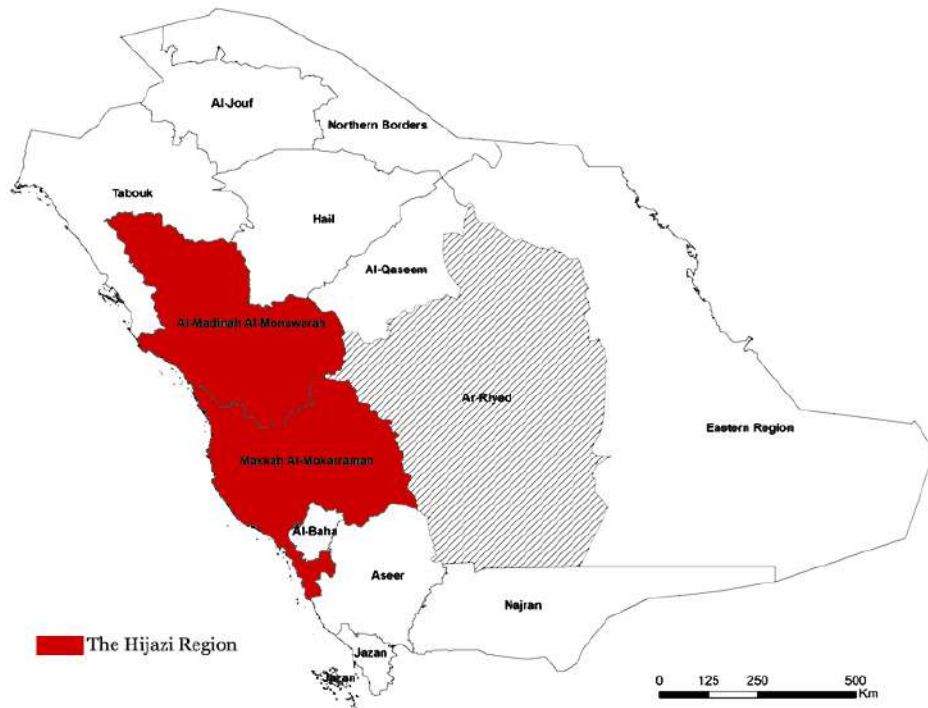 Al-Jouf
Northern Borders
Tabouk
Hail
Al-Qaseem
Al-Madinah Al-Monawarah
Ar-Riyad
Eastern Region
Makkah Al-Mokarramah
Al-Baha
Aseer
Najran
The Hijazi Region
Jazan
Jazan
0 125 250 500
Km